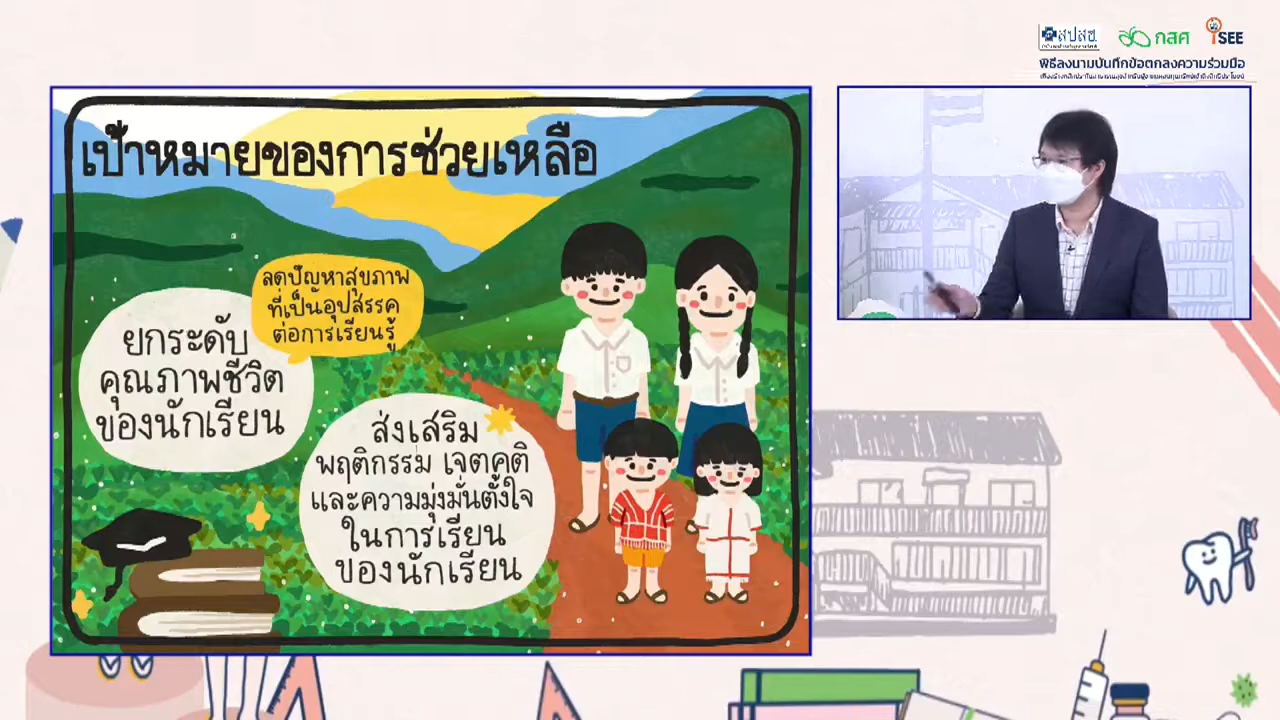 สปสช.
กสศ
iSEE
พิธีลงนามบันทึกข้อตกลงความร่วมมือ
เป้าหมายของการช่วยเหลือ
ลดปัญหาสุขภาพ
ที่เป็นอุปสรรค
ต่อการเรียนรู้
ยกระดับ
คุณภาพชีวิต
ของนักเรียน
ส่งเสริม
พฤติกรรม เจตคติ
และความมุ่งมั่นตั้งใจ
ในการเรียน
ของนักเรียน